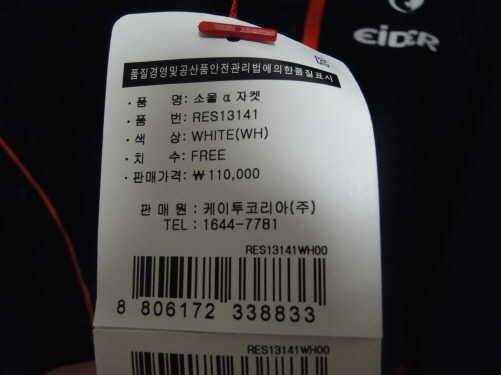 EiDER
품질경영및공산품안전관리법에의한품질표시
· 품 명: 소울 α 자켓
· 품 번: RES13141
· 색 상: WHITE(WH)
· 치 수: FREE
· 판매가격: ₩110,000
판 매 원 : 케이투코리아(주)
TEL : 1644-7781
RES13141WH00
8 806172 338833
RES13141WH00